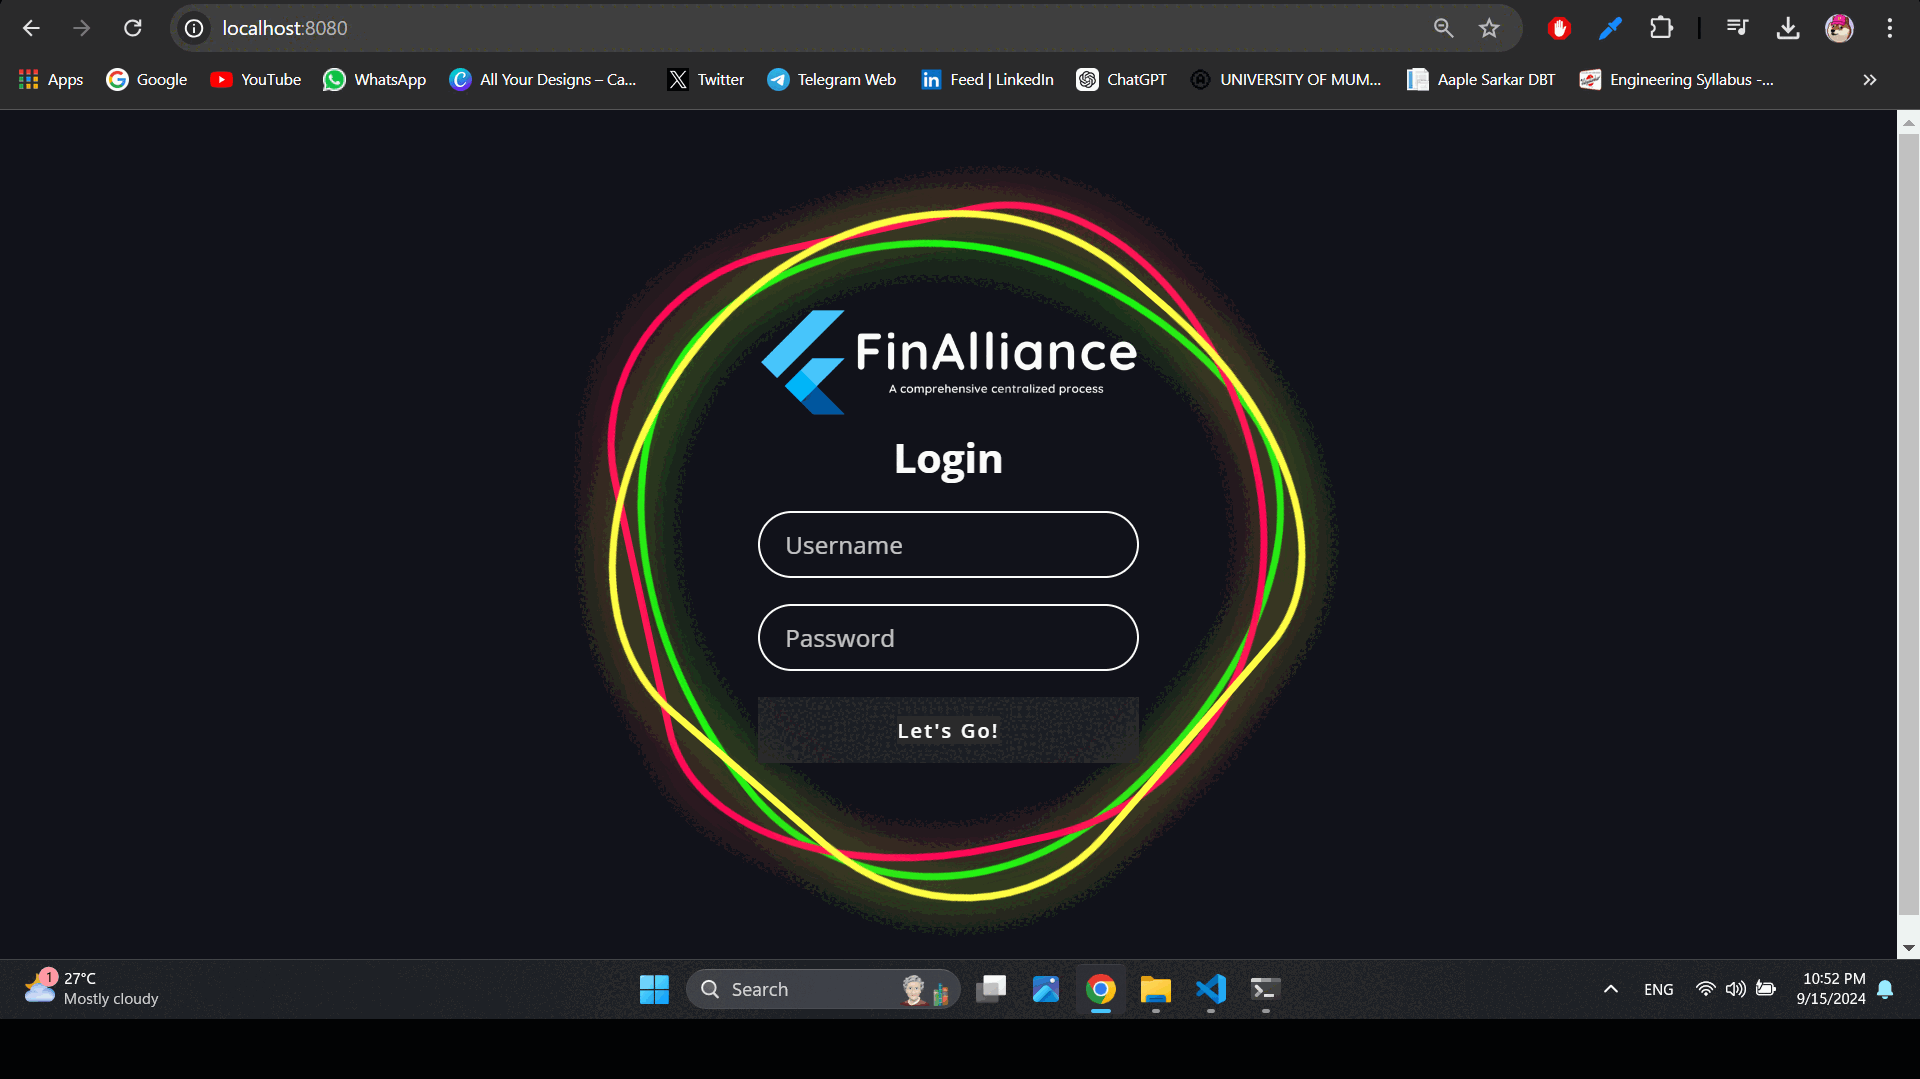 localhost:8080
Apps Google YouTube WhatsApp All Your Designs – Ca... Twitter Telegram Web Feed | LinkedIn ChatGPT UNIVERSITY OF MUM... Aaple Sarkar DBT Engineering Syllabus -...
FinAlliance
A comprehensive centralized process
Login
Username
Password
Let's Go!
1
27°C
Mostly cloudy
Search
ENG
10:52 PM
9/15/2024